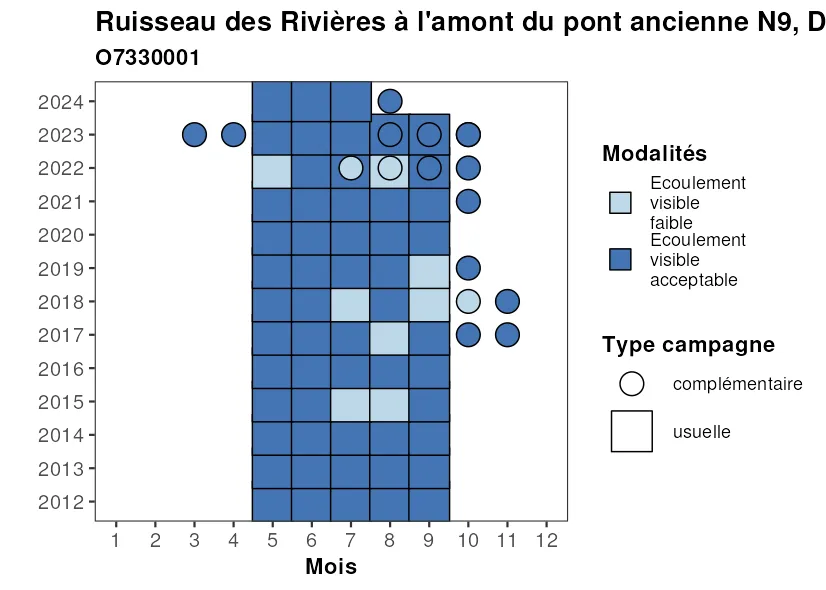 Ruisseau des Rivières à l'amont du pont ancienne N9, D
O7330001
2024
2023
2022
2021
2020
2019
2018
2017
2016
2015
2014
2013
2012
1 2 3 4 5 6 7 8 9 10 11 12
Mois
Modalités
Ecoulement
visible
faible
Ecoulement
visible
acceptable
Type campagne
complémentaire
usuelle